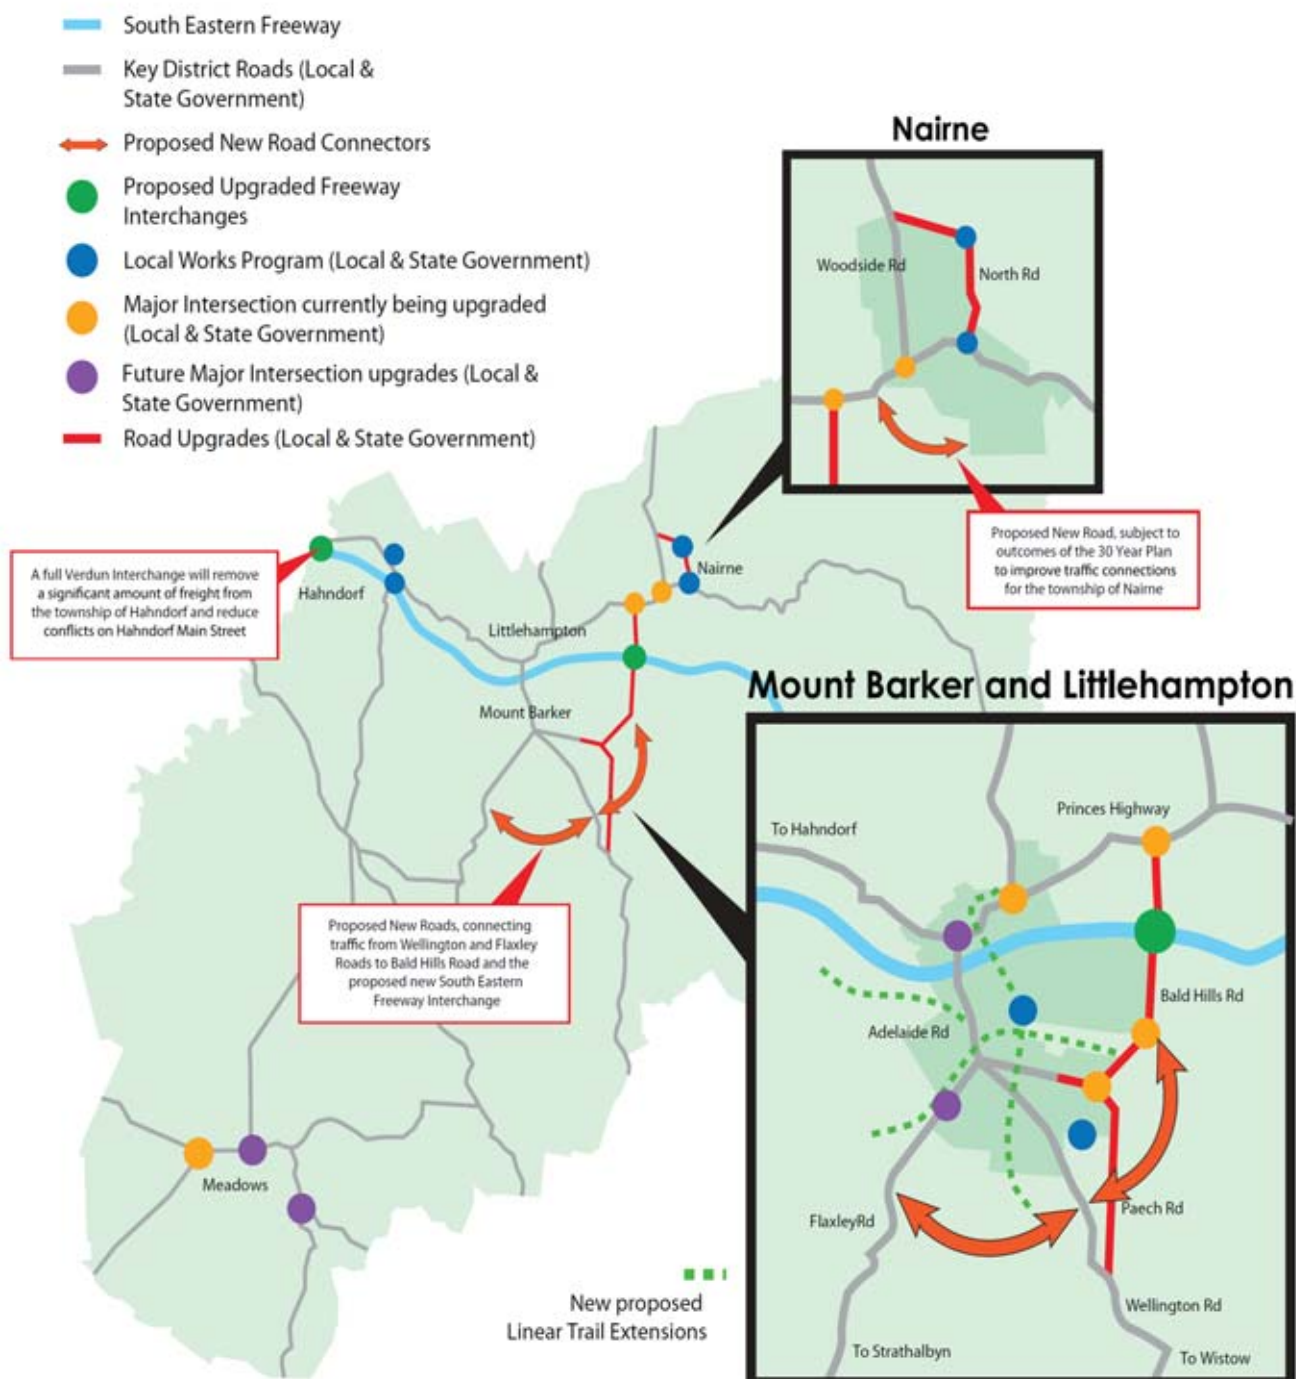 South Eastern Freeway
Key District Roads (Local &
State Government)
Proposed New Road Connectors
Proposed Upgraded Freeway
Interchanges
Local Works Program (Local & State Government)
Major Intersection currently being upgraded
(Local & State Government)
Future Major Intersection upgrades (Local &
State Government)
Road Upgrades (Local & State Government)
Nairne
Woodside Rd
North Rd
Proposed New Road, subject to
outcomes of the 30 Year Plan
to improve traffic connections
for the township of Nairne
A full Verdun Interchange will remove
a significant amount of freight from
the township of Hahndorf and reduce
conflicts on Hahndorf Main Street
Hahndorf
Nairne
Littlehampton
Mount Barker
Proposed New Roads, connecting
traffic from Wellington and Flaxley
Roads to Bald Hills Road and the
proposed new South Eastern
Freeway Interchange
Meadows
Mount Barker and Littlehampton
Princes Highway
To Hahndorf
Bald Hills Rd
Adelaide Rd
Paech Rd
FlaxleyRd
Wellington Rd
To Strathalbyn
To Wistow
New proposed
Linear Trail Extensions